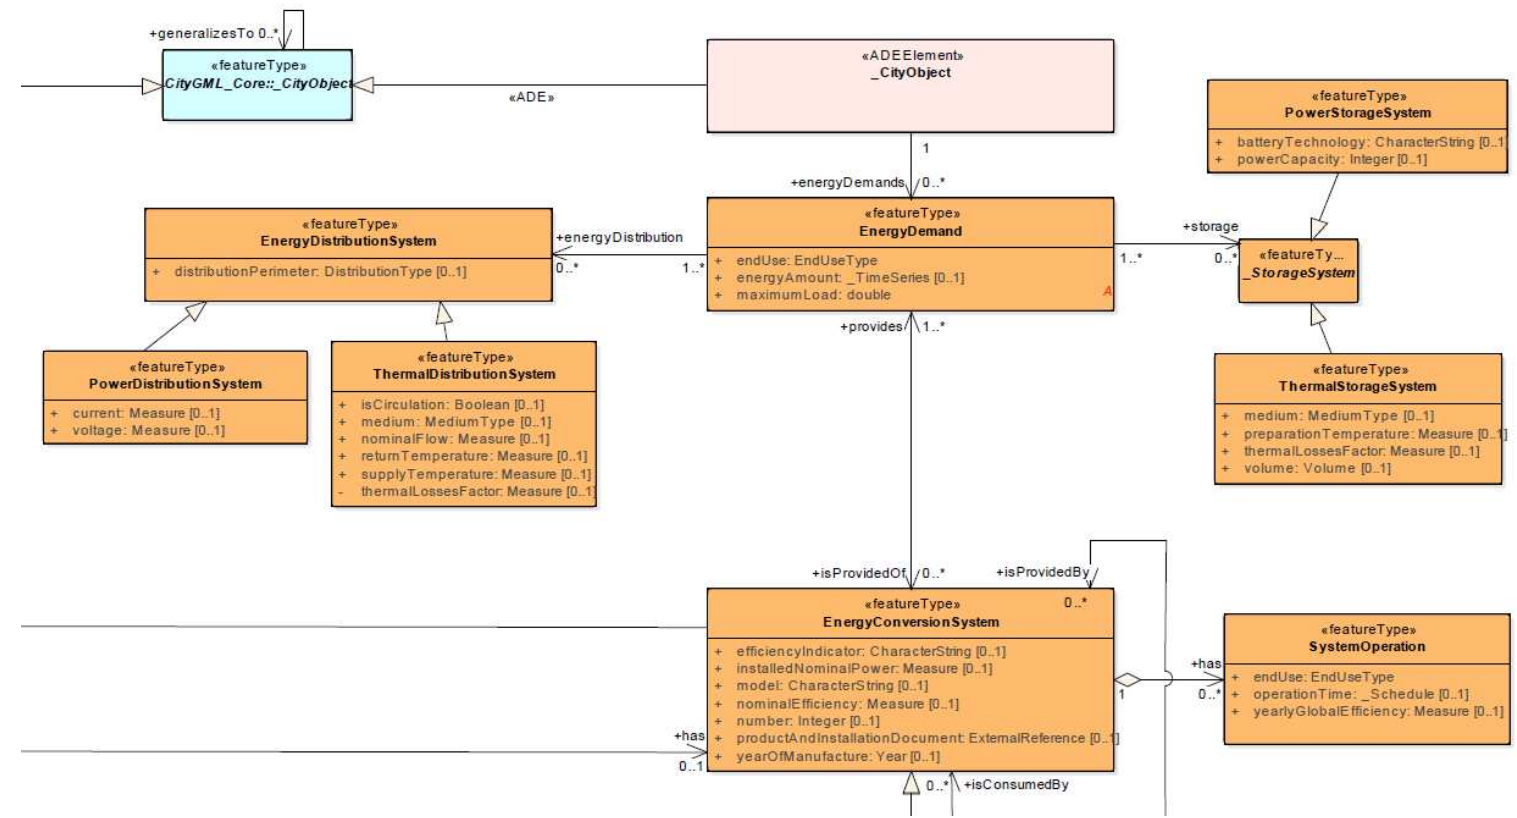 +generalizesTo 0..*
«featureType»
CityGML_Core::_CityObject
«ADE»
«ADEElement»
_CityObject
1
+energyDemands
0..*
«featureType»
PowerStorageSystem
+ batteryTechnology: CharacterString [0..1]
+ powerCapacity: Integer [0..1]
«featureType»
EnergyDistributionSystem
+ distributionPerimeter: DistributionType [0..1]
+energyDistribution
0..*
1..*
«featureType»
EnergyDemand
+ endUse: EndUseType
+ energyAmount: _TimeSeries [0..1]
+ maximumLoad: double
A
+storage
1..*
0..*
«featureTy...
_StorageSystem
+provides
1..*
«featureType»
PowerDistributionSystem
+ current: Measure [0..1]
+ voltage: Measure [0..1]
«featureType»
ThermalDistributionSystem
+ isCirculation: Boolean [0..1]
+ medium: MediumType [0..1]
+ nominalFlow: Measure [0..1]
+ returnTemperature: Measure [0..1]
+ supplyTemperature: Measure [0..1]
- thermalLossesFactor: Measure [0..1]
«featureType»
ThermalStorageSystem
+ medium: MediumType [0..1]
+ preparationTemperature: Measure [0..1]
+ thermalLossesFactor: Measure [0..1]
+ volume: Volume [0..1]
+isProvidedOf
0..*
+isProvidedBy
0..*
«featureType»
EnergyConversionSystem
+ efficiencyIndicator: CharacterString [0..1]
+ installedNominalPower: Measure [0..1]
+ model: CharacterString [0..1]
+ nominalEfficiency: Measure [0..1]
+ number: Integer [0..1]
+ productAndInstallationDocument: ExternalReference [0..1]
+ yearOfManufacture: Year [0..1]
+has
0..1
1
+has
0..*
«featureType»
SystemOperation
+ endUse: EndUseType
+ operationTime: _Schedule [0..1]
+ yearlyGlobalEfficiency: Measure [0..1]
0..*
+isConsumedBy